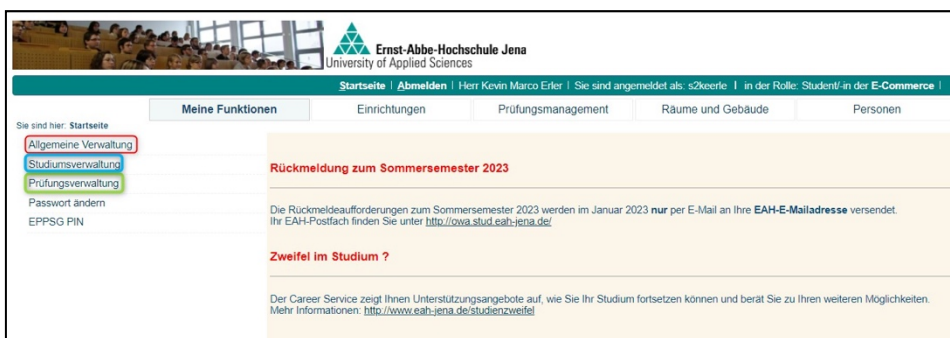 Ernst-Abbe-Hochschule Jena
University of Applied Sciences
Startseite | Abmelden | Herr Kevin Marco Erler | Sie sind angemeldet als: s2keerle | in der Rolle: Student/-in der E-Commerce |
Meine Funktionen Einrichtungen Prüfungsmanagement Räume und Gebäude Personen
Sie sind hier: Startseite
Allgemeine Verwaltung
Studiumsverwaltung
Prüfungsverwaltung
Passwort ändern
EPPSG PIN
Rückmeldung zum Sommersemester 2023
Die Rückmeldeaufforderungen zum Sommersemester 2023 werden im Januar 2023 nur per E-Mail an Ihre EAH-E-Mailadresse versendet.
Ihr EAH-Postfach finden Sie unter http://owa.stud.eah-jena.de/
Zweifel im Studium ?
Der Career Service zeigt Ihnen Unterstützungsangebote auf, wie Sie Ihr Studium fortsetzen können und berät Sie zu Ihren weiteren Möglichkeiten.
Mehr Informationen: http://www.eah-jena.de/studienzweifel